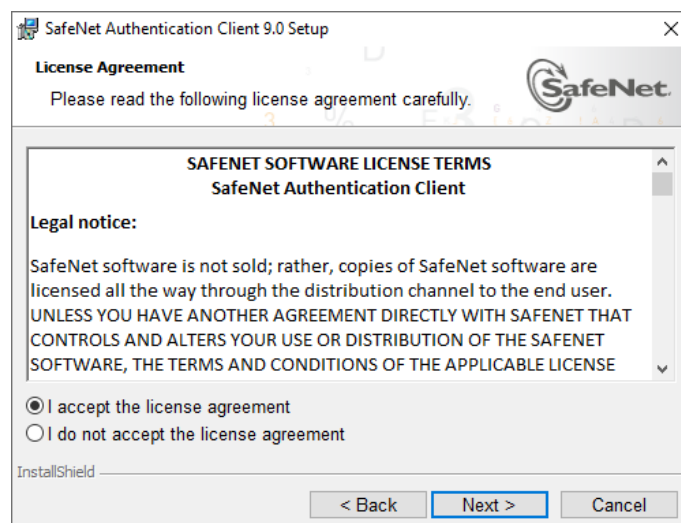 SafeNet Authentication Client 9.0 Setup
License Agreement
Please read the following license agreement carefully.
SafeNet.
SAFENET SOFTWARE LICENSE TERMS
SafeNet Authentication Client
Legal notice:
SafeNet software is not sold; rather, copies of SafeNet software are
licensed all the way through the distribution channel to the end user.
UNLESS YOU HAVE ANOTHER AGREEMENT DIRECTLY WITH SAFENET THAT
CONTROLS AND ALTERS YOUR USE OR DISTRIBUTION OF THE SAFENET
SOFTWARE, THE TERMS AND CONDITIONS OF THE APPLICABLE LICENSE
I accept the license agreement
I do not accept the license agreement
InstallShield
< Back Next > Cancel